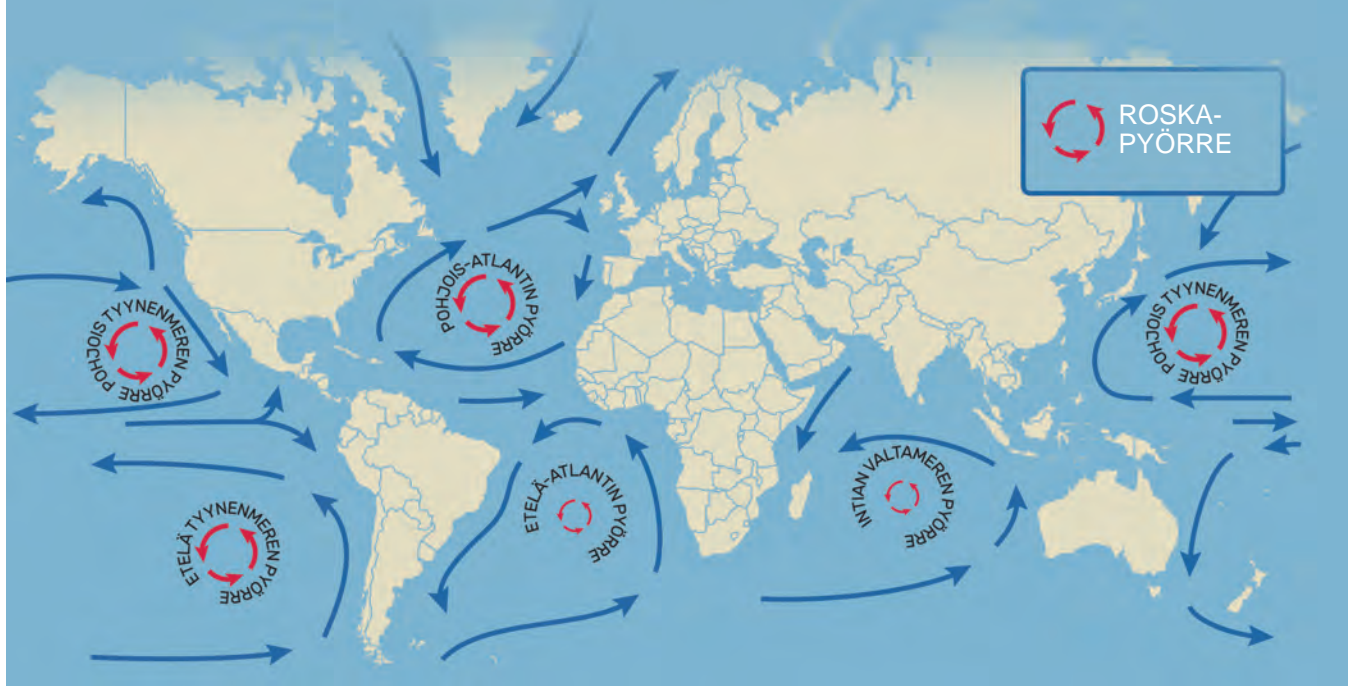 ROSKA-
PYÖRRE
POHJOIS-ATLANTIN PYÖRRE
POHJOIS TYYNENMEREN PYÖRRE
POHJOIS TYYNENMEREN PYÖRRE
ETELÄ-ATLANTIN PYÖRRE
INTIAN VALTAMEREN PYÖRRE
ETELÄ TYYNENMEREN PYÖRRE